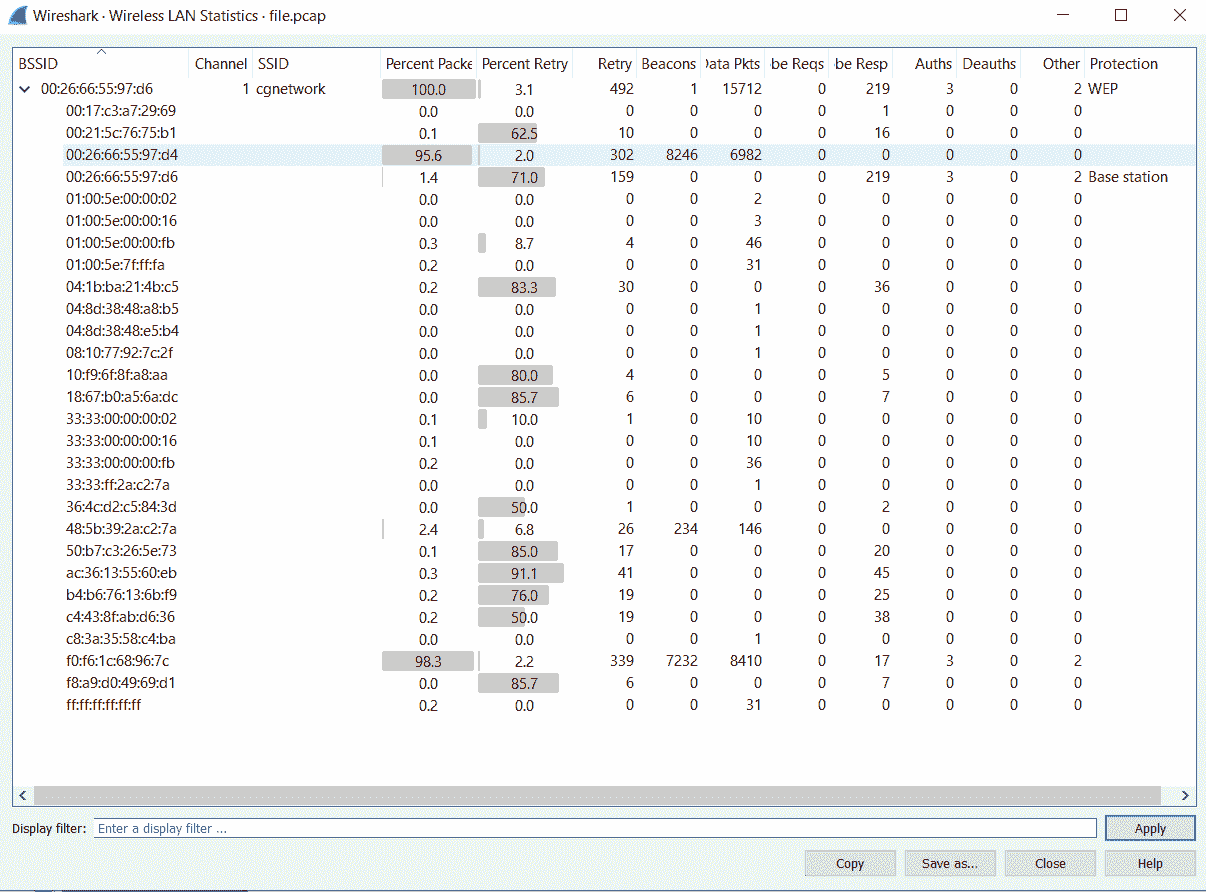 Wireshark · Wireless LAN Statistics · file.pcap
BSSID Channel SSID Percent Packe Percent Retry Retry Beacons Data Pkts be Reqs be Resp Auths Deauths Other Protection
00:26:66:55:97:d6 1 cgnetwork 100.0 3.1 492 1 15712 0 219 3 0 2 WEP
00:17:c3:a7:29:69 0.0 0.0 0 0 0 0 1 0 0 0
00:21:5c:76:75:b1 0.1 62.5 10 0 0 0 16 0 0 0
00:26:66:55:97:d4 95.6 2.0 302 8246 6982 0 0 0 0 0
00:26:66:55:97:d6 1.4 71.0 159 0 0 0 219 3 0 2 Base station
01:00:5e:00:00:02 0.0 0.0 0 0 2 0 0 0 0 0
01:00:5e:00:00:16 0.0 0.0 0 0 3 0 0 0 0 0
01:00:5e:00:00:fb 0.3 8.7 4 0 46 0 0 0 0 0
01:00:5e:7f:ff:fa 0.2 0.0 0 0 31 0 0 0 0 0
04:1b:ba:21:4b:c5 0.2 83.3 30 0 0 0 36 0 0 0
04:8d:38:48:a8:b5 0.0 0.0 0 0 1 0 0 0 0 0
04:8d:38:48:e5:b4 0.0 0.0 0 0 1 0 0 0 0 0
08:10:77:92:7c:2f 0.0 0.0 0 0 1 0 0 0 0 0
10:f9:6f:8f:a8:aa 0.0 80.0 4 0 0 0 5 0 0 0
18:67:b0:a5:6a:dc 0.0 85.7 6 0 0 0 7 0 0 0
33:33:00:00:00:02 0.1 10.0 1 0 10 0 0 0 0 0
33:33:00:00:00:16 0.1 0.0 0 0 10 0 0 0 0 0
33:33:00:00:00:fb 0.2 0.0 0 0 36 0 0 0 0 0
33:33:ff:2a:c2:7a 0.0 0.0 0 0 1 0 0 0 0 0
36:4c:d2:c5:84:3d 0.0 50.0 1 0 0 0 2 0 0 0
48:5b:39:2a:c2:7a 2.4 6.8 26 234 146 0 0 0 0 0
50:b7:c3:26:5e:73 0.1 85.0 17 0 0 0 20 0 0 0
ac:36:13:55:60:eb 0.3 91.1 41 0 0 0 45 0 0 0
b4:b6:76:13:6b:f9 0.2 76.0 19 0 0 0 25 0 0 0
c4:43:8f:ab:d6:36 0.2 50.0 19 0 0 0 38 0 0 0
c8:3a:35:58:c4:ba 0.0 0.0 0 0 1 0 0 0 0 0
f0:f6:1c:68:96:7c 98.3 2.2 339 7232 8410 0 17 3 0 2
f8:a9:d0:49:69:d1 0.0 85.7 6 0 0 0 7 0 0 0
ff:ff:ff:ff:ff:ff 0.2 0.0 0 0 31 0 0 0 0 0
Display filter: Enter a display filter ... Apply
Copy Save as... Close Help